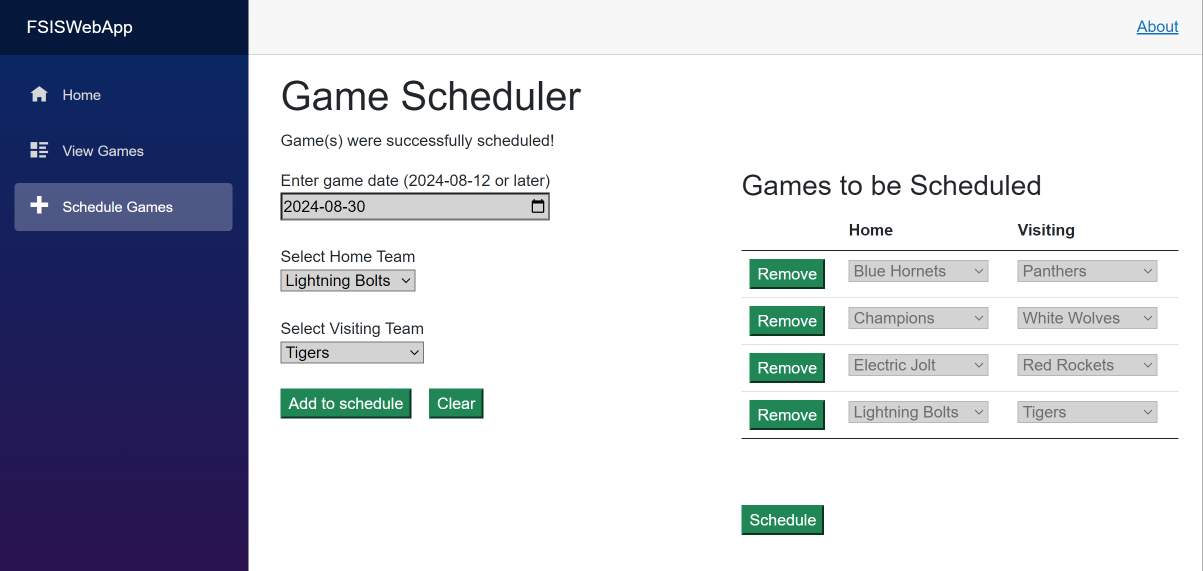 FSISWebApp
About
Home
View Games
Schedule Games
Game Scheduler
Game(s) were successfully scheduled!
Enter game date (2024-08-12 or later)
2024-08-30
Select Home Team
Lightning Bolts
Select Visiting Team
Tigers
Add to schedule Clear
Games to be Scheduled
Home Visiting
Remove Blue Hornets Panthers
Remove Champions White Wolves
Remove Electric Jolt Red Rockets
Remove Lightning Bolts Tigers
Schedule